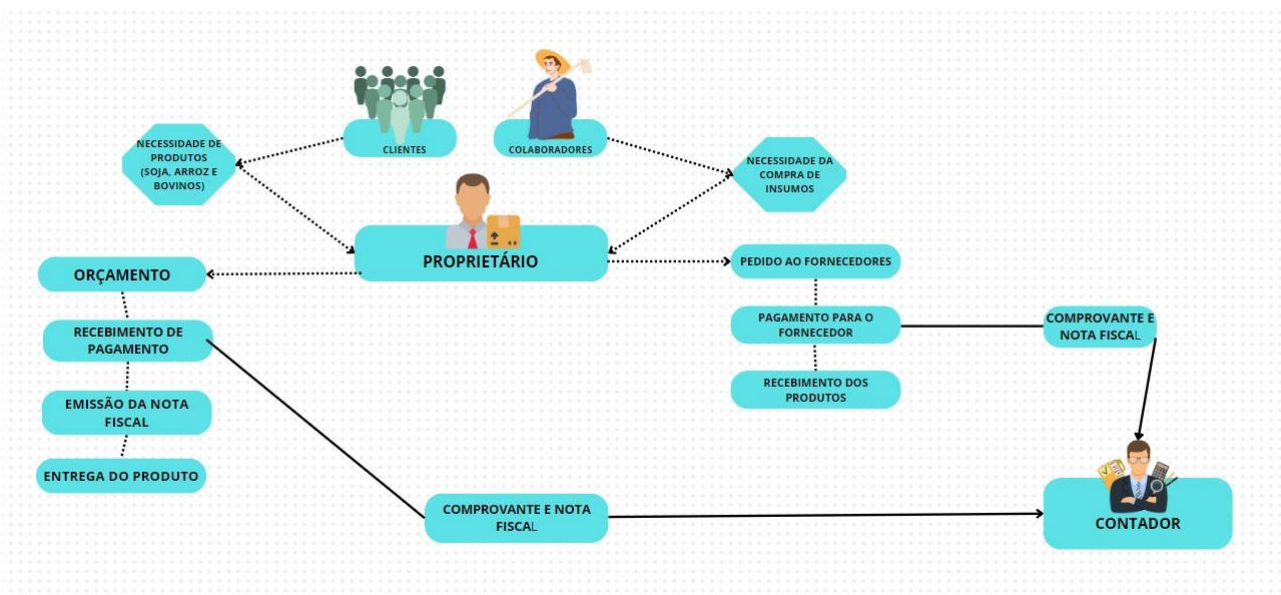 CLIENTES
COLABORADORES
NECESSIDADE DE
PRODUTOS
(SOJA, ARROZ E
BOVINOS)
NECESSIDADE DA
COMPRA DE
INSUMOS
PROPRIETÁRIO
ORÇAMENTO
PEDIDO AO FORNECEDORES
RECEBIMENTO DE
PAGAMENTO
PAGAMENTO PARA O
FORNECEDOR
COMPROVANTE E
NOTA FISCAL
RECEBIMENTO DOS
PRODUTOS
EMISSÃO DA NOTA
FISCAL
ENTREGA DO PRODUTO
COMPROVANTE E NOTA
FISCAL
CONTADOR